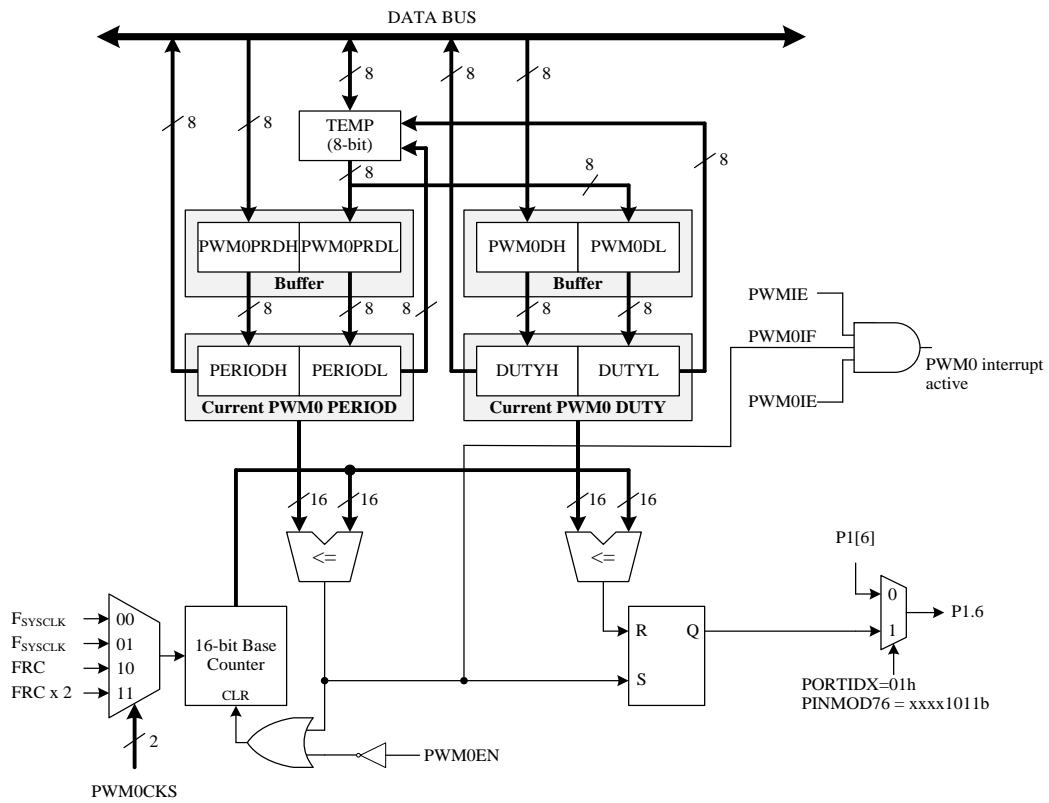 DATA BUS
8
8
8
8
8
TEMP
(8-bit)
8
8
8
PWM0PRDH
PWM0PRDL
Buffer
PWM0DH
PWM0DL
Buffer
8
8
8
8
8
PERIODH
PERIODL
Current PWM0 PERIOD
DUTYH
DUTYL
Current PWM0 DUTY
PWMIE
PWM0IF
PWM0IE
PWM0 interrupt
active
16
16
16
16
<=
<=
P1[6]
0
1
P1.6
FSYSCLK
00
FSYSCLK
01
FRC
10
FRC x 2
11
16-bit Base
Counter
CLR
R
Q
S
PORTIDX=01h
PINMOD76 = xxxx1011b
2
PWM0EN
PWM0CKS